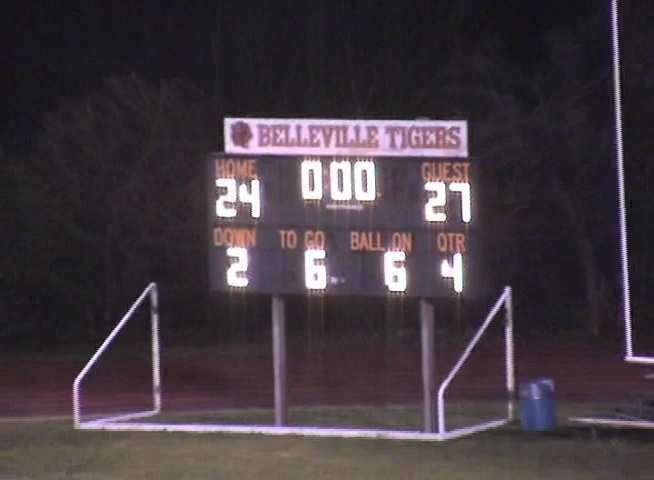 BELLEVILLE TIGERS
HOME 0:00 GUEST
24 27
DOWN TO GO BALL ON QTR
2 6 6 4